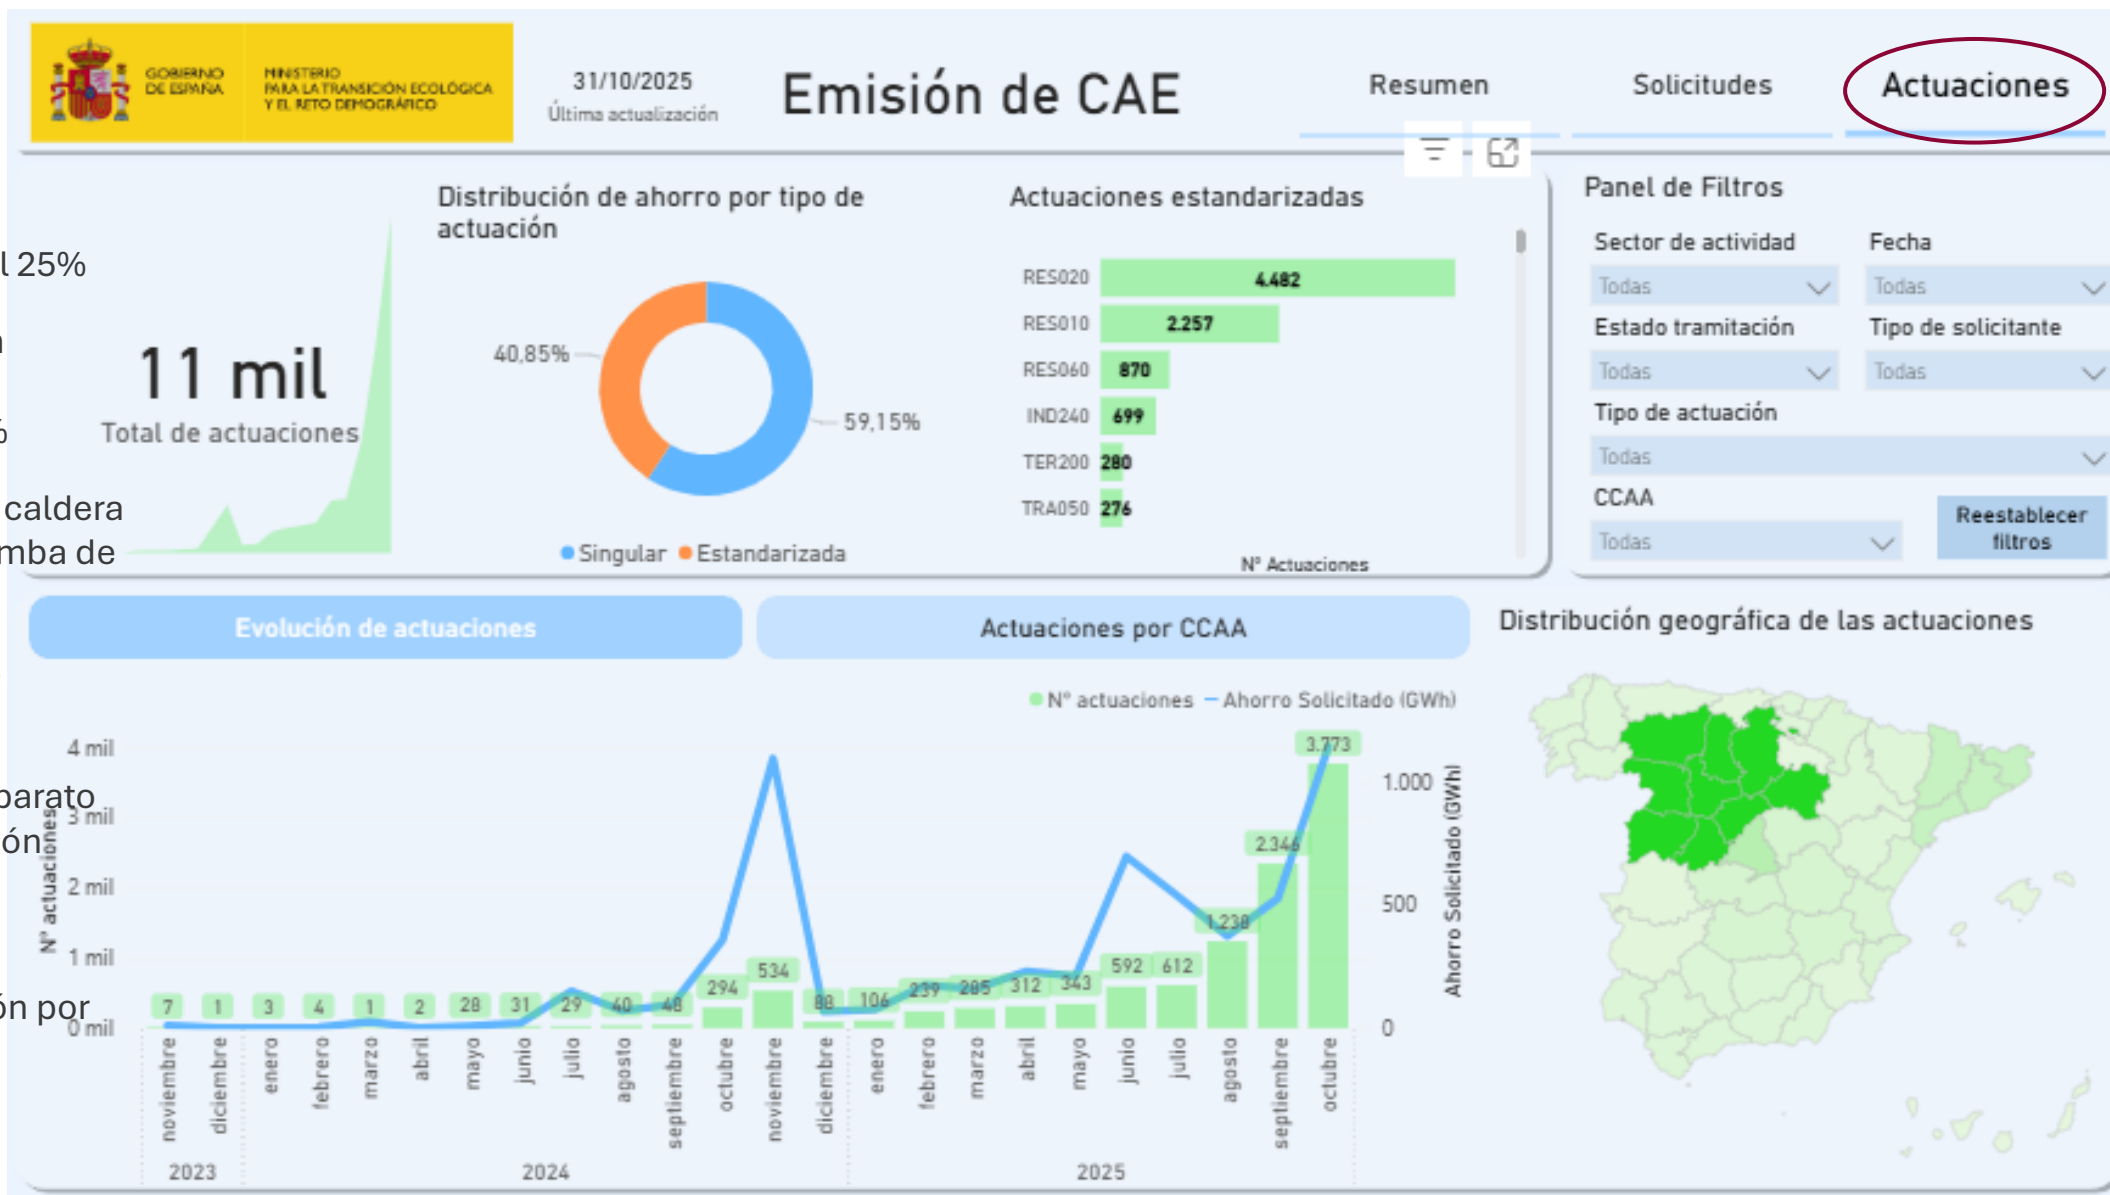 GOBIERNO
DE ESPAÑA
MINISTERIO
PARA LA TRANSICIÓN ECOLÓGICA
Y EL RETO DEMOGRÁFICO
31/10/2025
Última actualización
Emisión de CAE
Resumen
Solicitudes
Actuaciones
l 25%
%
caldera
mba de
parato
ón
ón por
11 mil
Total de actuaciones
Distribución de ahorro por tipo de
actuación
40,85%
59,15%
Singular
Estandarizada
Actuaciones estandarizadas
RES020 4.482
RES010 2.257
RES060 870
IND240 699
TER200 280
TRA050 276
Nº Actuaciones
Panel de Filtros
Sector de actividad
Todas
Fecha
Todas
Estado tramitación
Todas
Tipo de solicitante
Todas
Tipo de actuación
Todas
CCAA
Todas
Reestablecer
filtros
Evolución de actuaciones
Actuaciones por CCAA
Nº actuaciones
Ahorro Solicitado (GWh)
Nº actuaciones
4 mil
3 mil
2 mil
1 mil
0 mil
7 1 3 4 1 2 28 31 29 40 48 294 534 88 106 239 285 312 343 592 612 1.238 2.346 3.773
1.000
500
0
Ahorro Solicitado (GWh)
noviembre diciembre enero febrero marzo abril mayo junio julio agosto septiembre octubre noviembre diciembre enero febrero marzo abril mayo junio julio agosto septiembre octubre
2023 2024 2025
Distribución geográfica de las actuaciones